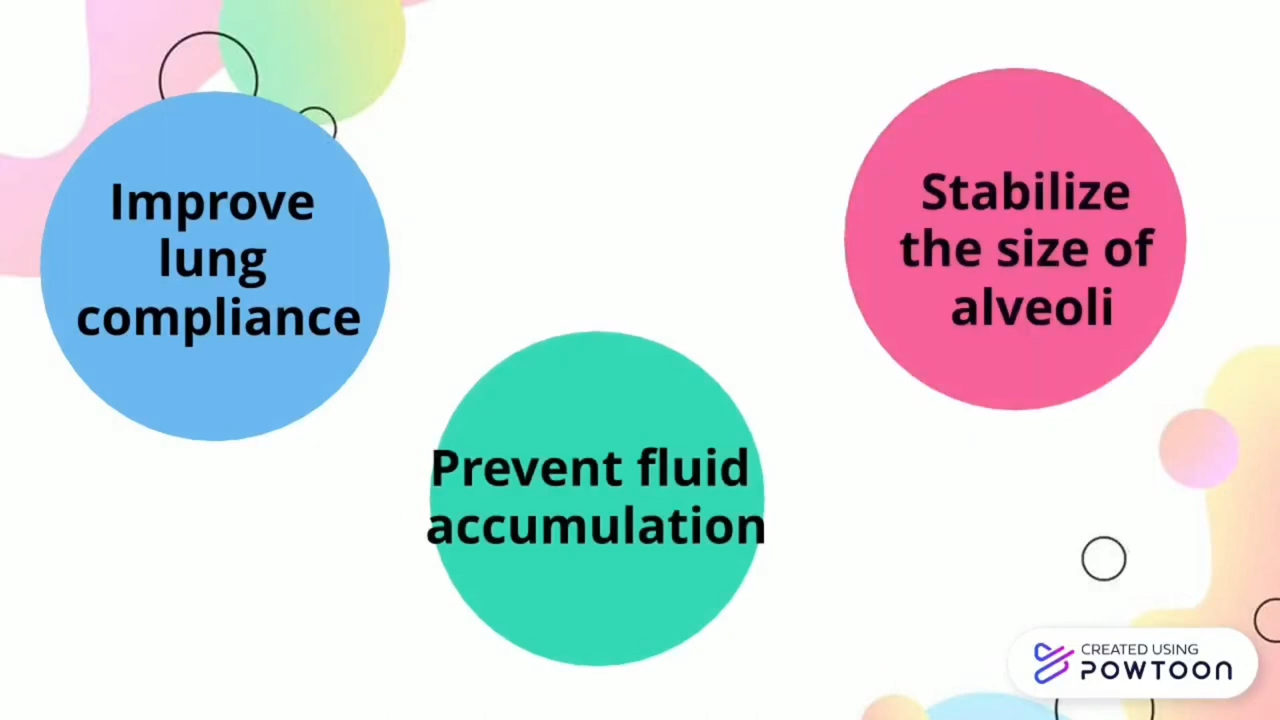 Improve
lung
compliance
Prevent fluid
accumulation
Stabilize
the size of
alveoli
CREATED USING
POWTOON